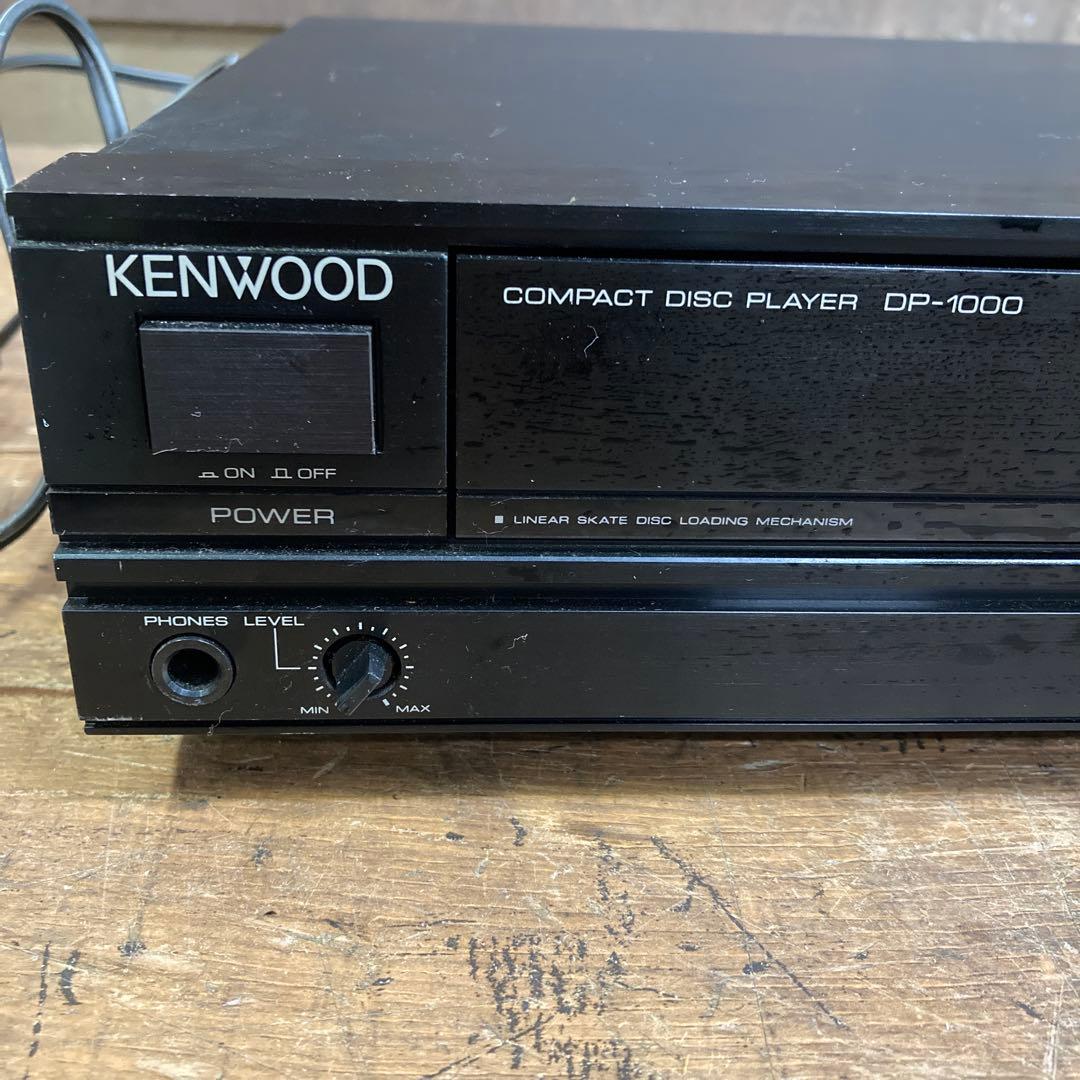 KENWOOD
COMPACT DISC PLAYER DP-1000
ON OFF
POWER
LINEAR SKATE DISC LOADING MECHANISM
PHONES LEVEL
MIN MAX